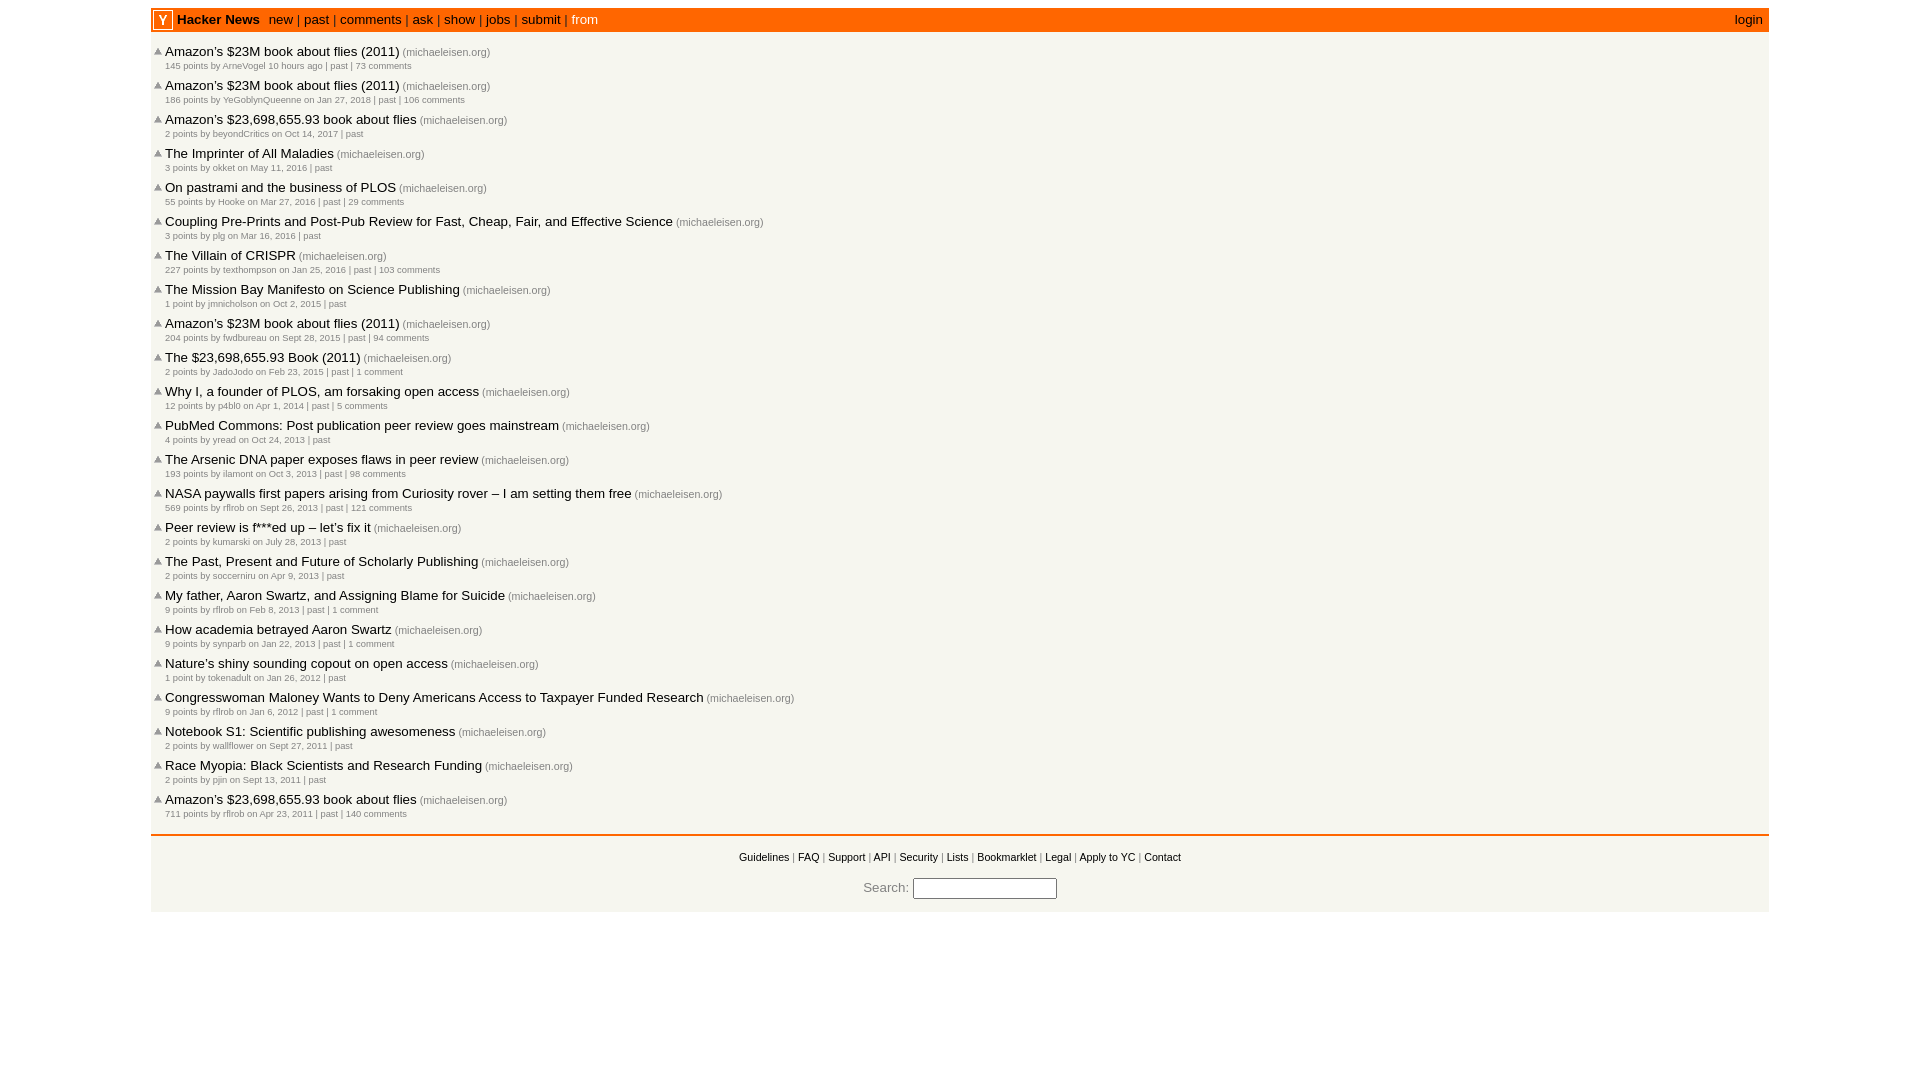 Y Hacker News new | past | comments | ask | show | jobs | submit | from login
Amazon’s $23M book about flies (2011) (michaeleisen.org)
145 points by ArneVogel 10 hours ago | past | 73 comments
Amazon’s $23M book about flies (2011) (michaeleisen.org)
186 points by YeGoblynQueenne on Jan 27, 2018 | past | 106 comments
Amazon’s $23,698,655.93 book about flies (michaeleisen.org)
2 points by beyondCritics on Oct 14, 2017 | past
The Imprinter of All Maladies (michaeleisen.org)
3 points by okket on May 11, 2016 | past
On pastrami and the business of PLOS (michaeleisen.org)
55 points by Hooke on Mar 27, 2016 | past | 29 comments
Coupling Pre-Prints and Post-Pub Review for Fast, Cheap, Fair, and Effective Science (michaeleisen.org)
3 points by plg on Mar 16, 2016 | past
The Villain of CRISPR (michaeleisen.org)
227 points by texthompson on Jan 25, 2016 | past | 103 comments
The Mission Bay Manifesto on Science Publishing (michaeleisen.org)
1 point by jmnicholson on Oct 2, 2015 | past
Amazon’s $23M book about flies (2011) (michaeleisen.org)
204 points by fwdbureau on Sept 28, 2015 | past | 94 comments
The $23,698,655.93 Book (2011) (michaeleisen.org)
2 points by JadoJodo on Feb 23, 2015 | past | 1 comment
Why I, a founder of PLOS, am forsaking open access (michaeleisen.org)
12 points by p4bl0 on Apr 1, 2014 | past | 5 comments
PubMed Commons: Post publication peer review goes mainstream (michaeleisen.org)
4 points by yread on Oct 24, 2013 | past
The Arsenic DNA paper exposes flaws in peer review (michaeleisen.org)
193 points by ilamont on Oct 3, 2013 | past | 98 comments
NASA paywalls first papers arising from Curiosity rover – I am setting them free (michaeleisen.org)
569 points by rflrob on Sept 26, 2013 | past | 121 comments
Peer review is f***ed up – let’s fix it (michaeleisen.org)
2 points by kumarski on July 28, 2013 | past
The Past, Present and Future of Scholarly Publishing (michaeleisen.org)
2 points by soccerniru on Apr 9, 2013 | past
My father, Aaron Swartz, and Assigning Blame for Suicide (michaeleisen.org)
9 points by rflrob on Feb 8, 2013 | past | 1 comment
How academia betrayed Aaron Swartz (michaeleisen.org)
9 points by synparb on Jan 22, 2013 | past | 1 comment
Nature’s shiny sounding copout on open access (michaeleisen.org)
1 point by tokenadult on Jan 26, 2012 | past
Congresswoman Maloney Wants to Deny Americans Access to Taxpayer Funded Research (michaeleisen.org)
9 points by rflrob on Jan 6, 2012 | past | 1 comment
Notebook S1: Scientific publishing awesomeness (michaeleisen.org)
2 points by wallflower on Sept 27, 2011 | past
Race Myopia: Black Scientists and Research Funding (michaeleisen.org)
2 points by pjin on Sept 13, 2011 | past
Amazon’s $23,698,655.93 book about flies (michaeleisen.org)
711 points by rflrob on Apr 23, 2011 | past | 140 comments
Guidelines | FAQ | Support | API | Security | Lists | Bookmarklet | Legal | Apply to YC | Contact
Search: